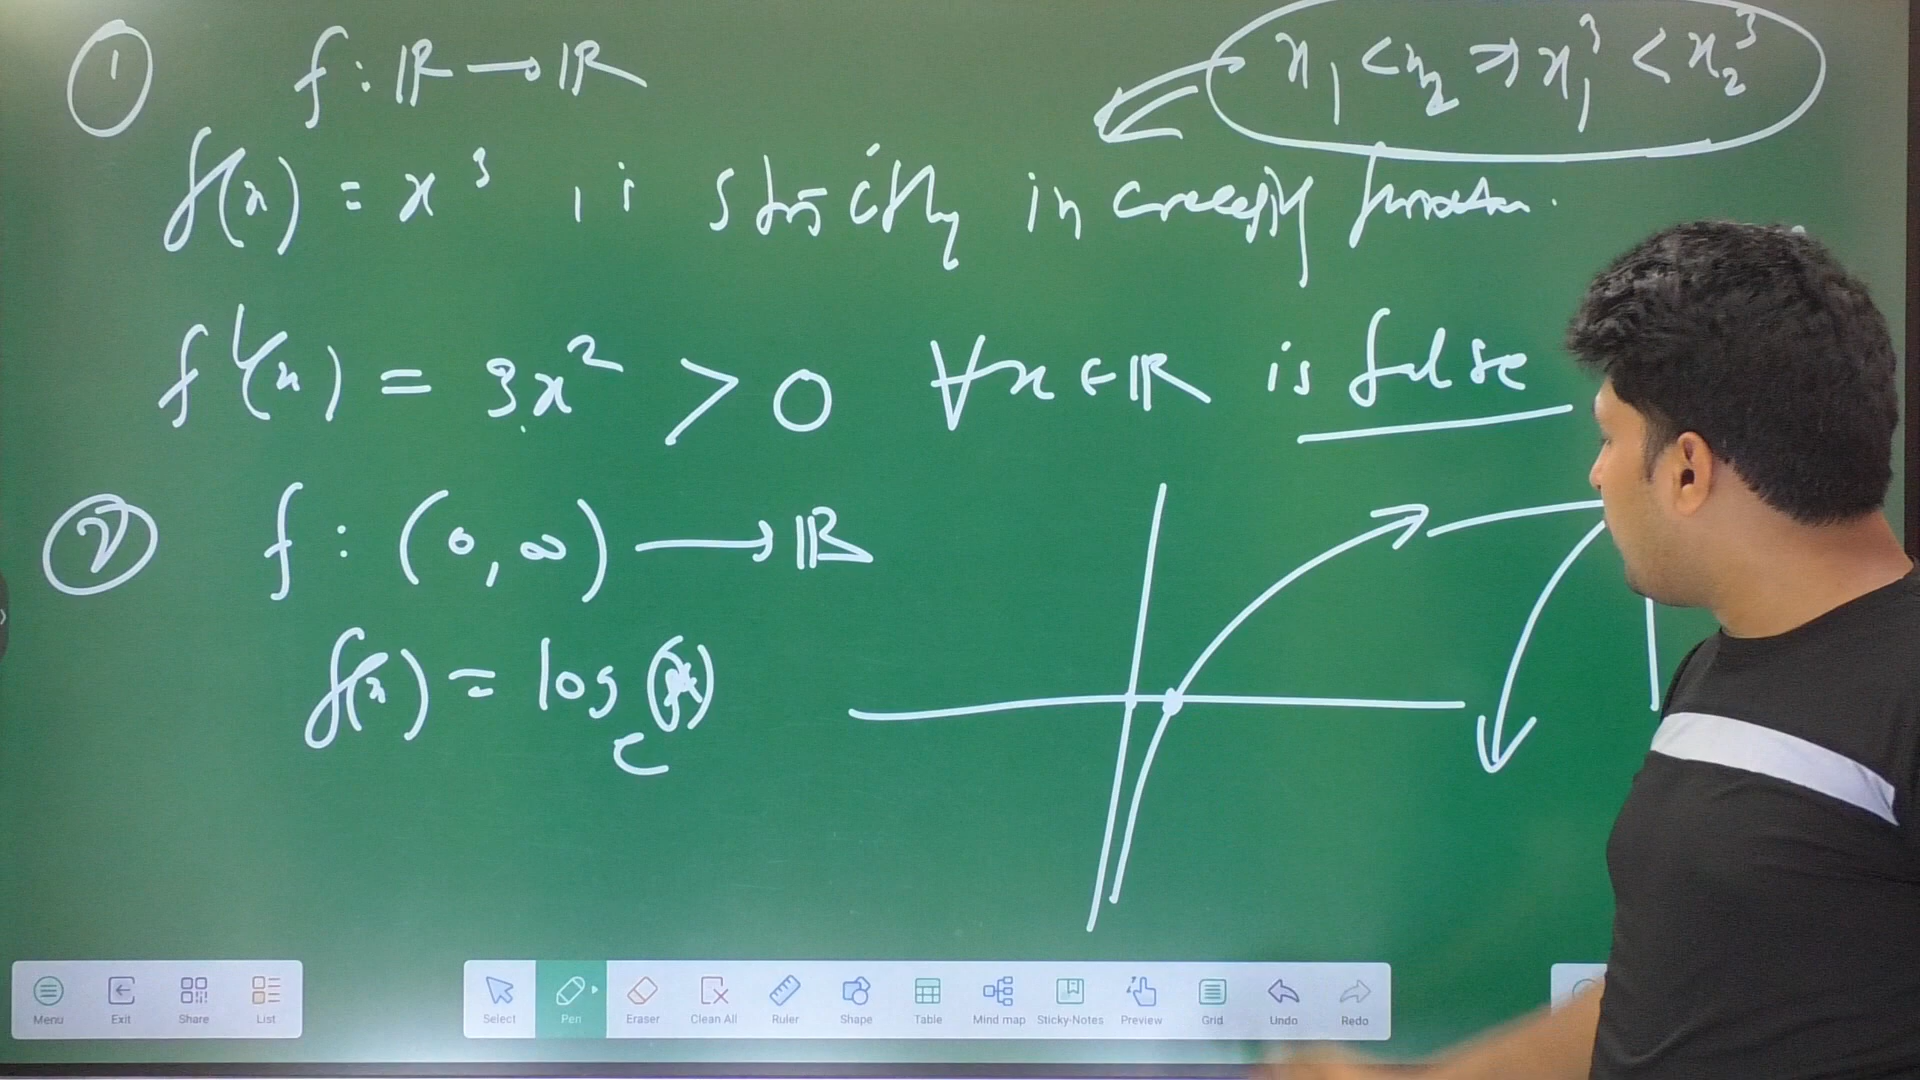 ① f : ℝ → ℝ
x₁ < x₂ ⇒ x₁³ < x₂³
f(x) = x³ , is strictly increasing function.
f'(x) = 3x² > 0 ∀x∈ℝ is false
② f : (0, ∞) → ℝ
f(x) = logₑ(x)
Menu Exit Share List
Select Pen Eraser Clean All Ruler Shape Table Mind map Sticky-Notes Preview Grid Undo Redo